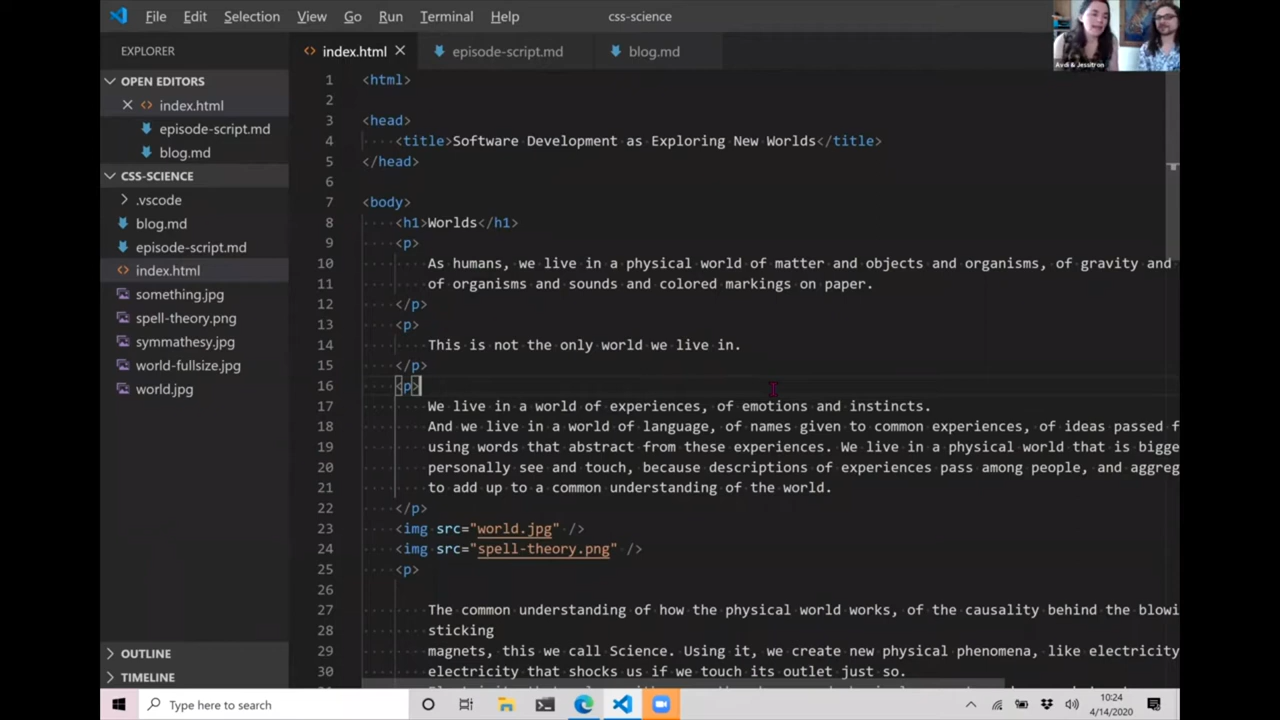 File Edit Selection View Go Run Terminal Help css-science
Avdi & Jessitron
EXPLORER index.html episode-script.md blog.md
OPEN EDITORS
index.html
episode-script.md
blog.md
CSS-SCIENCE
.vscode
blog.md
episode-script.md
index.html
something.jpg
spell-theory.png
symmathesy.jpg
world-fullsize.jpg
world.jpg
OUTLINE
TIMELINE
1 <html>
2
3 <head>
4 <title>Software Development as Exploring New Worlds</title>
5 </head>
6
7 <body>
8 <h1>Worlds</h1>
9 <p>
10 As humans, we live in a physical world of matter and objects and organisms, of gravity and
11 of organisms and sounds and colored markings on paper.
12 </p>
13 <p>
14 This is not the only world we live in.
15 </p>
16 <p>
17 We live in a world of experiences, of emotions and instincts.
18 And we live in a world of language, of names given to common experiences, of ideas passed f
19 using words that abstract from these experiences. We live in a physical world that is bigge
20 personally see and touch, because descriptions of experiences pass among people, and aggreg
21 to add up to a common understanding of the world.
22 </p>
23 <img src="world.jpg" />
24 <img src="spell-theory.png" />
25 <p>
26
27 The common understanding of how the physical world works, of the causality behind the blowi
28 sticking
29 magnets, this we call Science. Using it, we create new physical phenomena, like electricity
30 electricity that shocks us if we touch its outlet just so.
Type here to search
10:24
4/14/2020